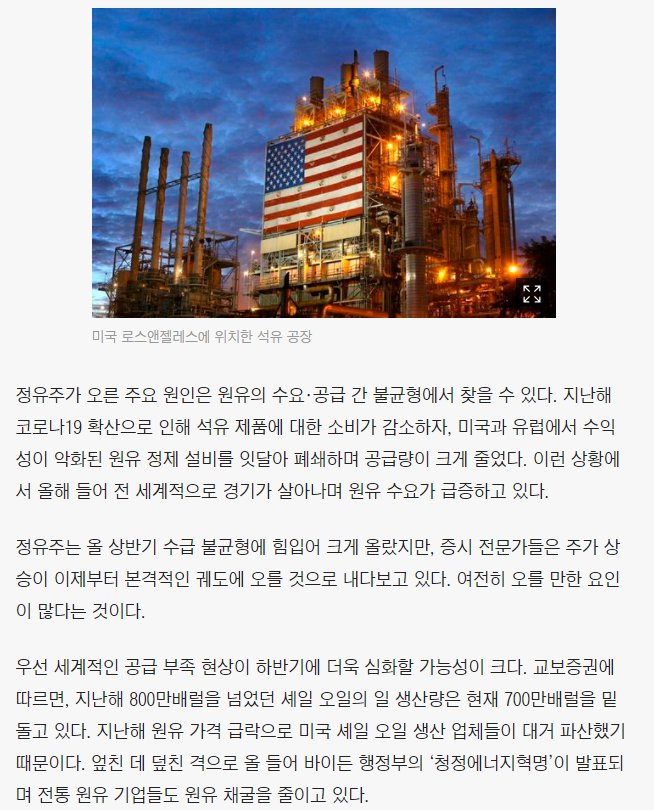 미국 로스앤젤레스에 위치한 석유 공장
정유주가 오른 주요 원인은 원유의 수요·공급 간 불균형에서 찾을 수 있다. 지난해
코로나19 확산으로 인해 석유 제품에 대한 소비가 감소하자, 미국과 유럽에서 수익
성이 악화된 원유 정제 설비를 잇달아 폐쇄하며 공급량이 크게 줄었다. 이런 상황에
서 올해 들어 전 세계적으로 경기가 살아나며 원유 수요가 급증하고 있다.
정유주는 올 상반기 수급 불균형에 힘입어 크게 올랐지만, 증시 전문가들은 주가 상
승이 이제부터 본격적인 궤도에 오를 것으로 내다보고 있다. 여전히 오를 만한 요인
이 많다는 것이다.
우선 세계적인 공급 부족 현상이 하반기에 더욱 심화할 가능성이 크다. 교보증권에
따르면, 지난해 800만배럴을 넘었던 셰일 오일의 일 생산량은 현재 700만배럴을 밑
돌고 있다. 지난해 원유 가격 급락으로 미국 셰일 오일 생산 업체들이 대거 파산했기
때문이다. 엎친 데 덮친 격으로 올 들어 바이든 행정부의 ‘청정에너지혁명’이 발표되
며 전통 원유 기업들도 원유 채굴을 줄이고 있다.